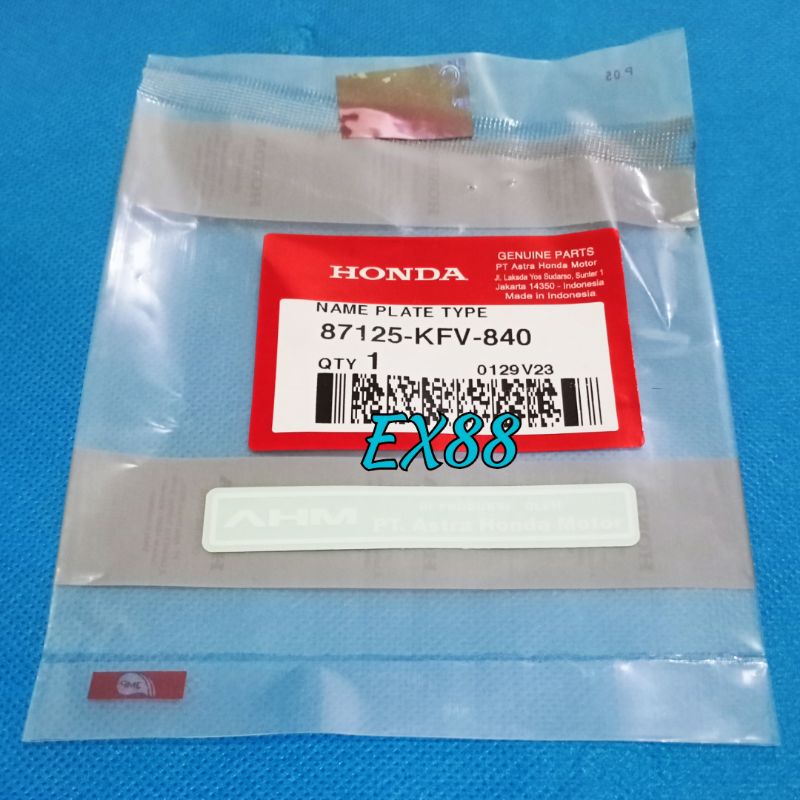 P 05
HONDA
GENUINE PARTS
PT Astra Honda Motor
Jl. Laksda Yos Sudarso, Sunter 1
Jakarta 14350 - Indonesia
Made in Indonesia
NAME PLATE TYPE
87125-KFV-840
QTY 1
0129V23
EX88
AHM
PT. Astra Honda Motor